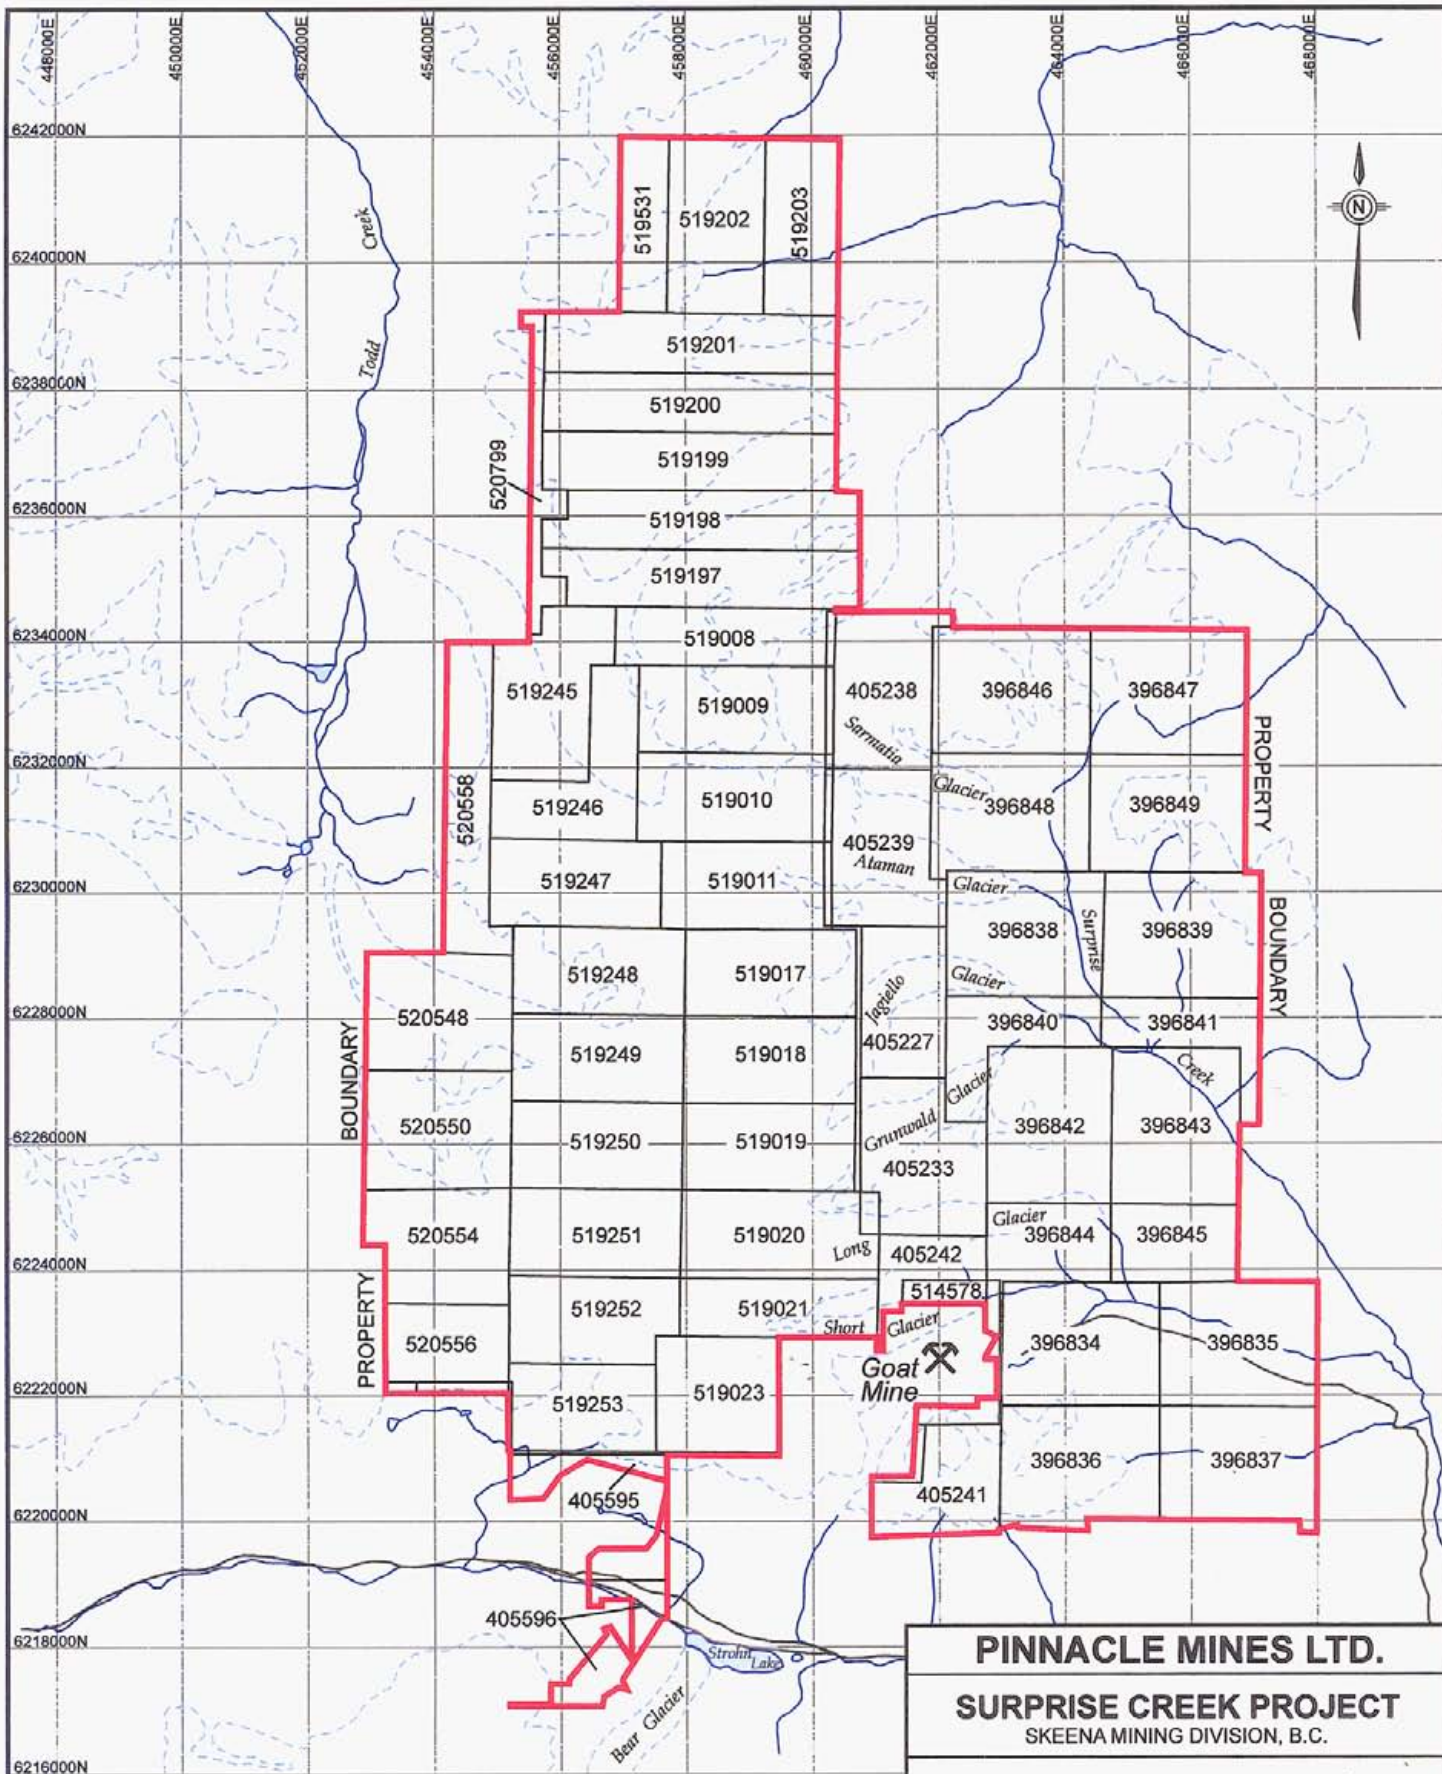 448000E
450000E
452000E
454000E
456000E
458000E
460000E
462000E
464000E
466000E
468000E
6242000N
N
519531
519202
519203
Creek
6240000N
519201
Todd
6238000N
519200
520799
519199
6236000N
519198
519197
6234000N
519008
519245
519009
405238
396846
396847
Sarmatia
PROPERTY
6232000N
520558
519246
519010
Glacier
396848
396849
405239
Ataman
6230000N
519247
519011
Glacier
396838
Surprise
396839
BOUNDARY
519248
519017
Glacier
Jagiello
6228000N
520548
396840
396841
BOUNDARY
519249
519018
405227
Creek
Glacier
520550
396842
396843
6226000N
519250
519019
Grunwald
405233
520554
519251
519020
Glacier
396844
396845
Long
405242
6224000N
PROPERTY
514578
519252
519021
Short
Glacier
520556
396834
396835
Goat
Mine
6222000N
519253
519023
396836
396837
405595
405241
6220000N
405596
6218000N
Strohn
Lake
Bear Glacier
6216000N
PINNACLE MINES LTD.
SURPRISE CREEK PROJECT
SKEENA MINING DIVISION, B.C.